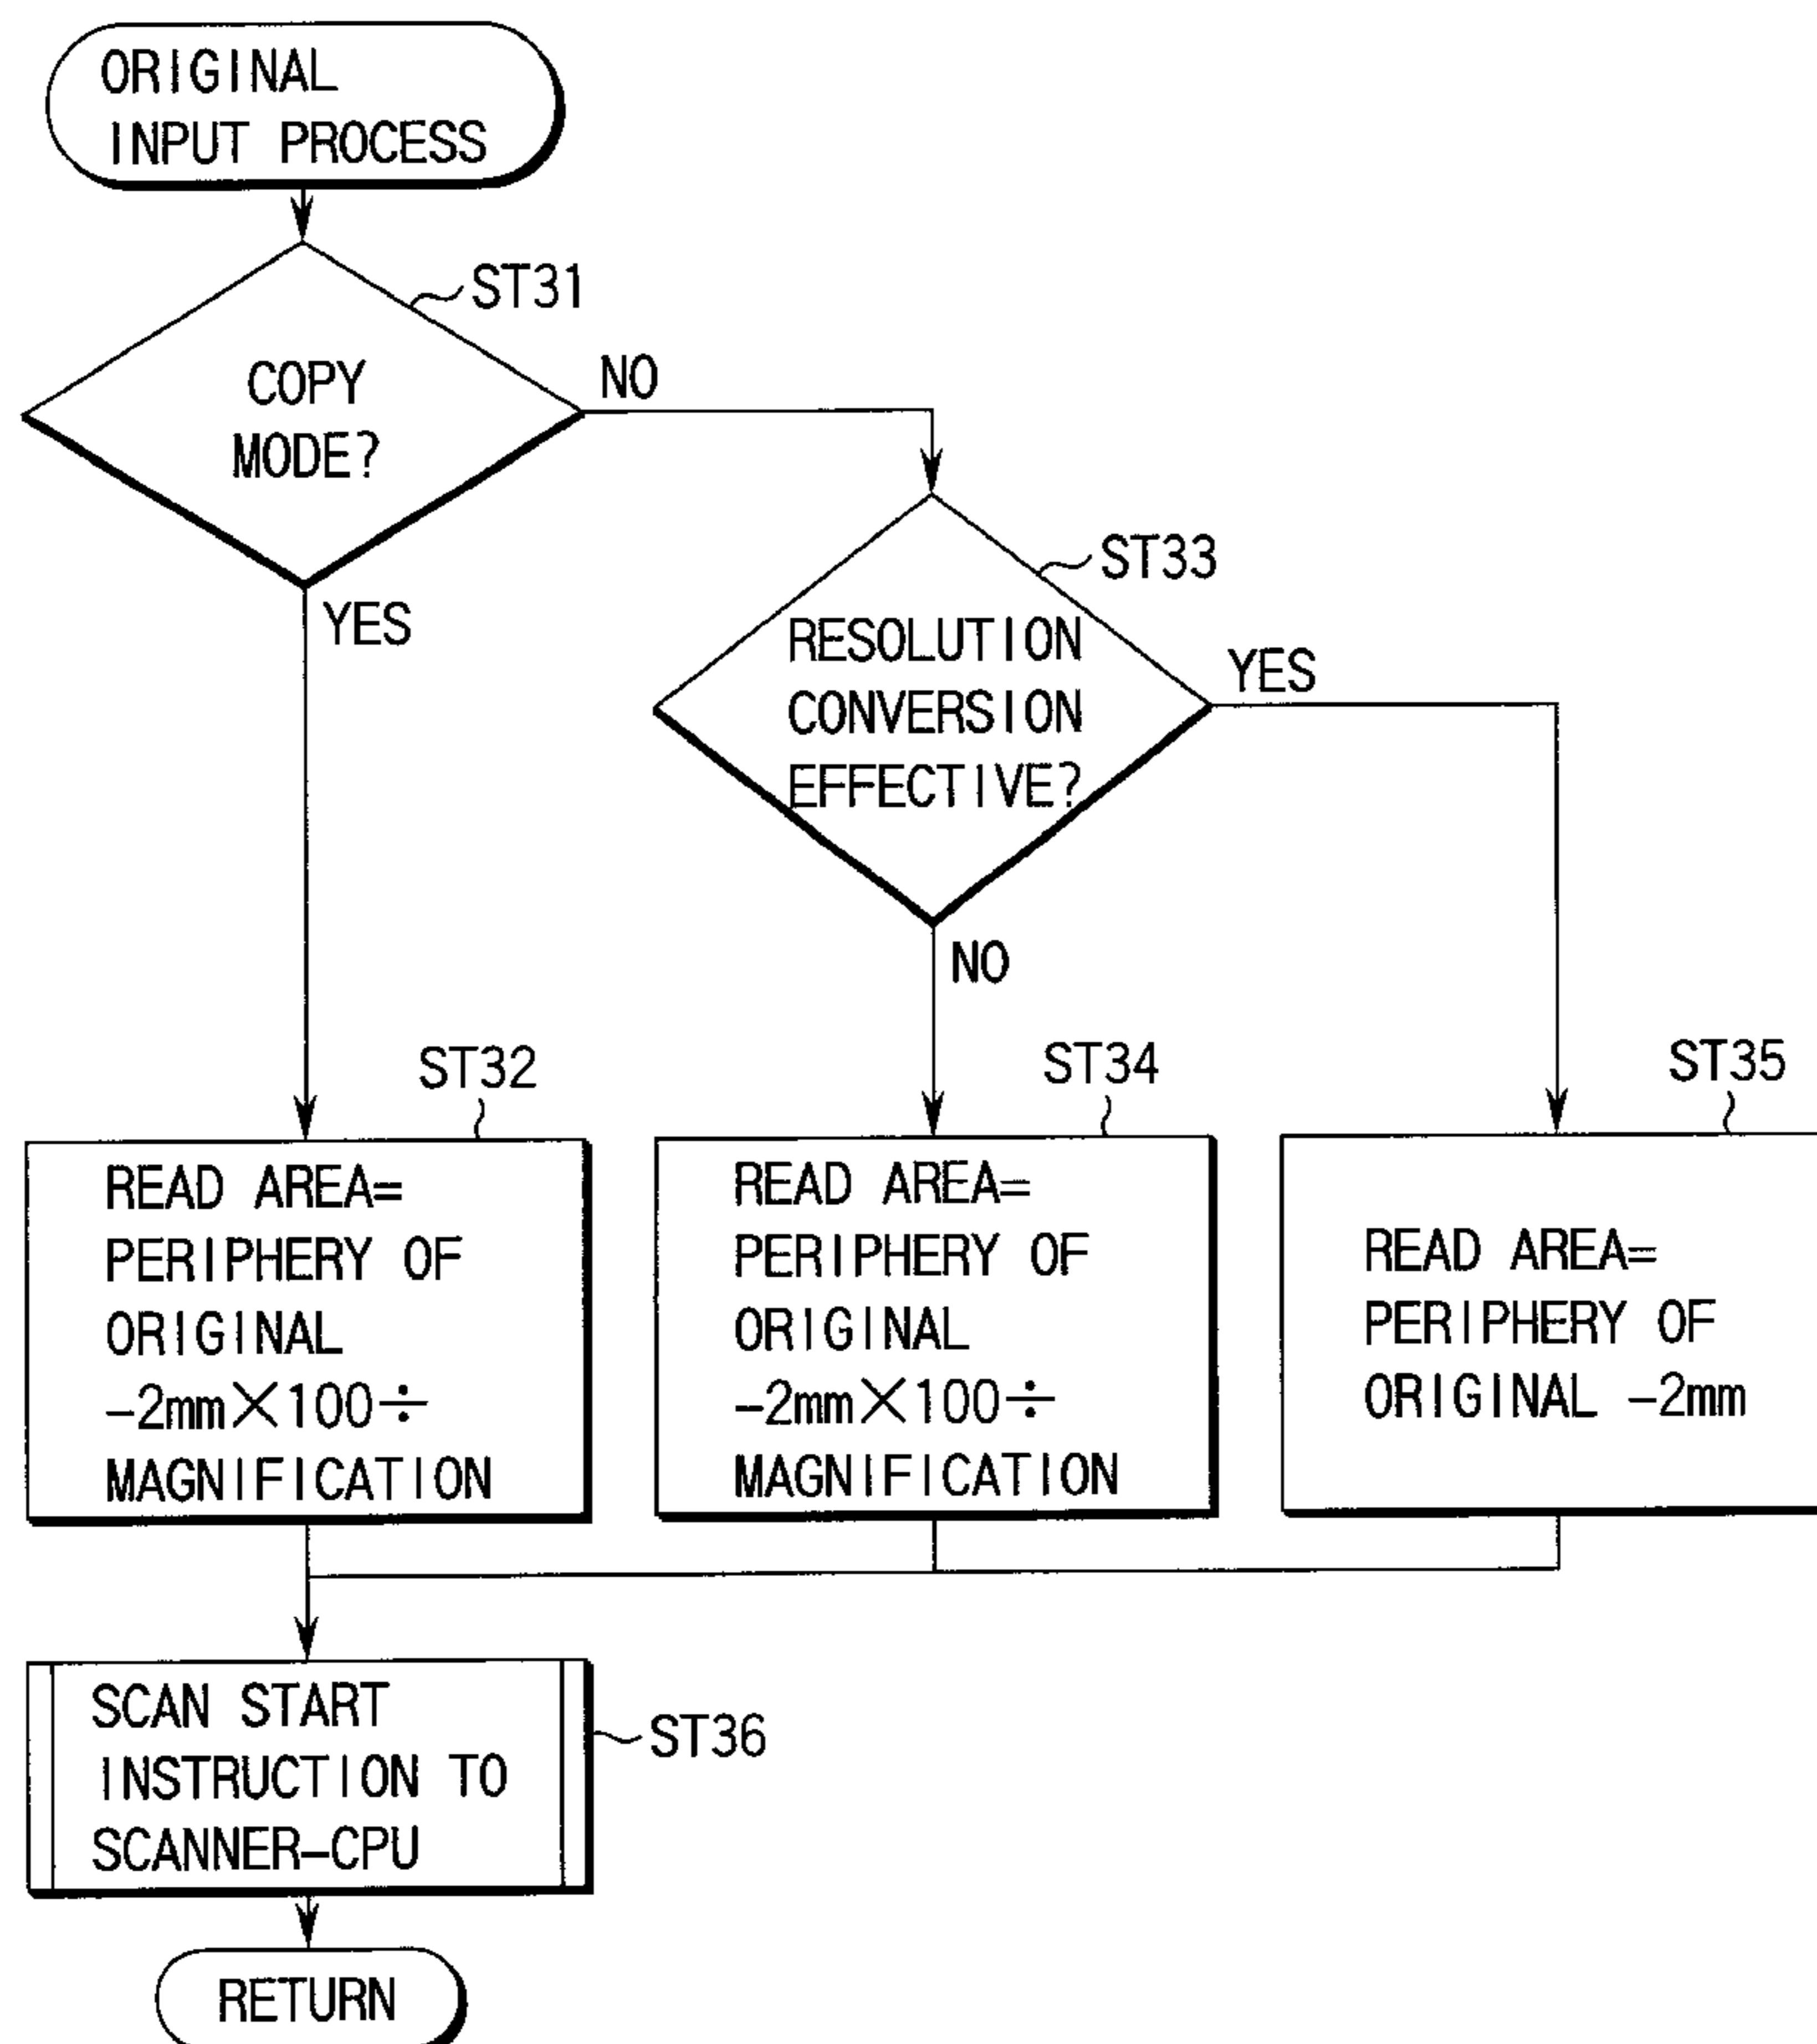 ORIGINAL
INPUT PROCESS
ST31
COPY
MODE?
NO
YES
ST33
RESOLUTION
CONVERSION
EFFECTIVE?
YES
NO
ST32
READ AREA=
PERIPHERY OF
ORIGINAL
-2mm×100÷
MAGNIFICATION
ST34
READ AREA=
PERIPHERY OF
ORIGINAL
-2mm×100÷
MAGNIFICATION
ST35
READ AREA=
PERIPHERY OF
ORIGINAL -2mm
SCAN START
INSTRUCTION TO
SCANNER-CPU
ST36
RETURN